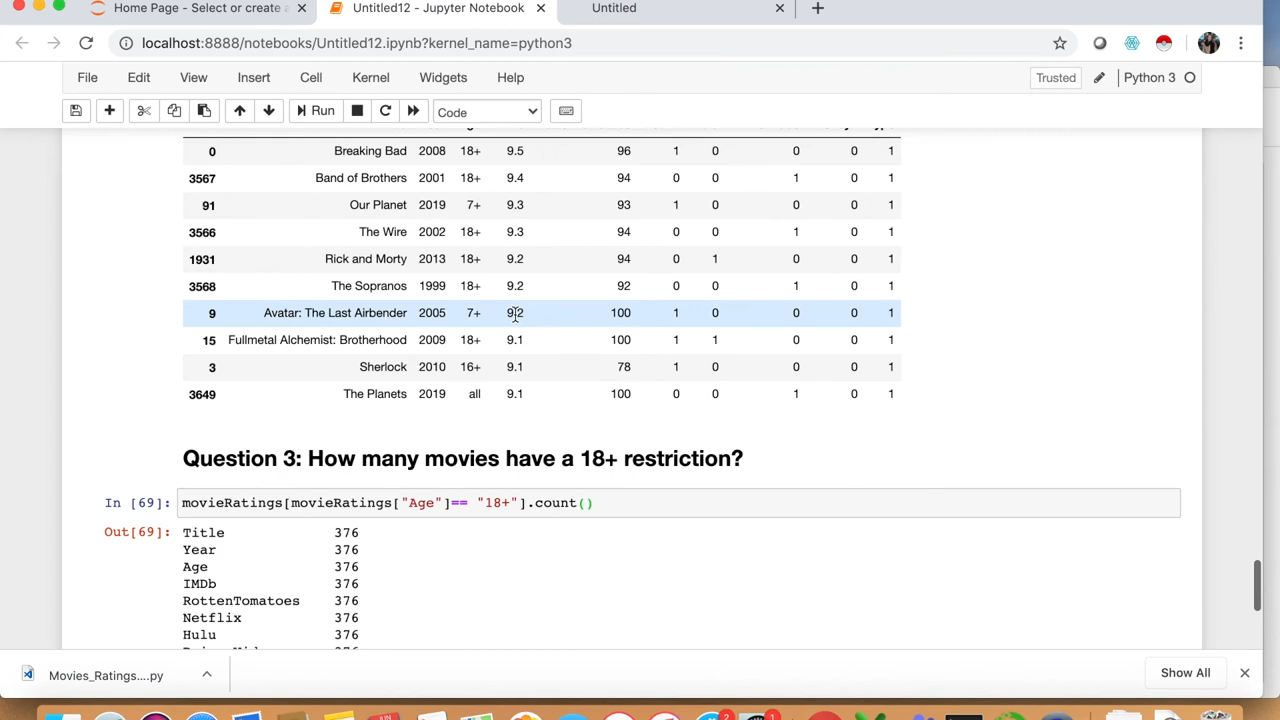 Home Page - Select or create a
Untitled12 - Jupyter Notebook
Untitled
localhost:8888/notebooks/Untitled12.ipynb?kernel_name=python3
File Edit View Insert Cell Kernel Widgets Help Trusted Python 3
Run Code
0 Breaking Bad 2008 18+ 9.5 96 1 0 0 0 1
3567 Band of Brothers 2001 18+ 9.4 94 0 0 1 0 1
91 Our Planet 2019 7+ 9.3 93 1 0 0 0 1
3566 The Wire 2002 18+ 9.3 94 0 0 1 0 1
1931 Rick and Morty 2013 18+ 9.2 94 0 1 0 0 1
3568 The Sopranos 1999 18+ 9.2 92 0 0 1 0 1
9 Avatar: The Last Airbender 2005 7+ 9.2 100 1 0 0 0 1
15 Fullmetal Alchemist: Brotherhood 2009 18+ 9.1 100 1 1 0 0 1
3 Sherlock 2010 16+ 9.1 78 1 0 0 0 1
3649 The Planets 2019 all 9.1 100 0 0 1 0 1
Question 3: How many movies have a 18+ restriction?
In [69]: movieRatings[movieRatings["Age"]== "18+"].count()
Out[69]: Title 376
Year 376
Age 376
IMDb 376
RottenTomatoes 376
Netflix 376
Hulu 376
Movies_Ratings....py
Show All